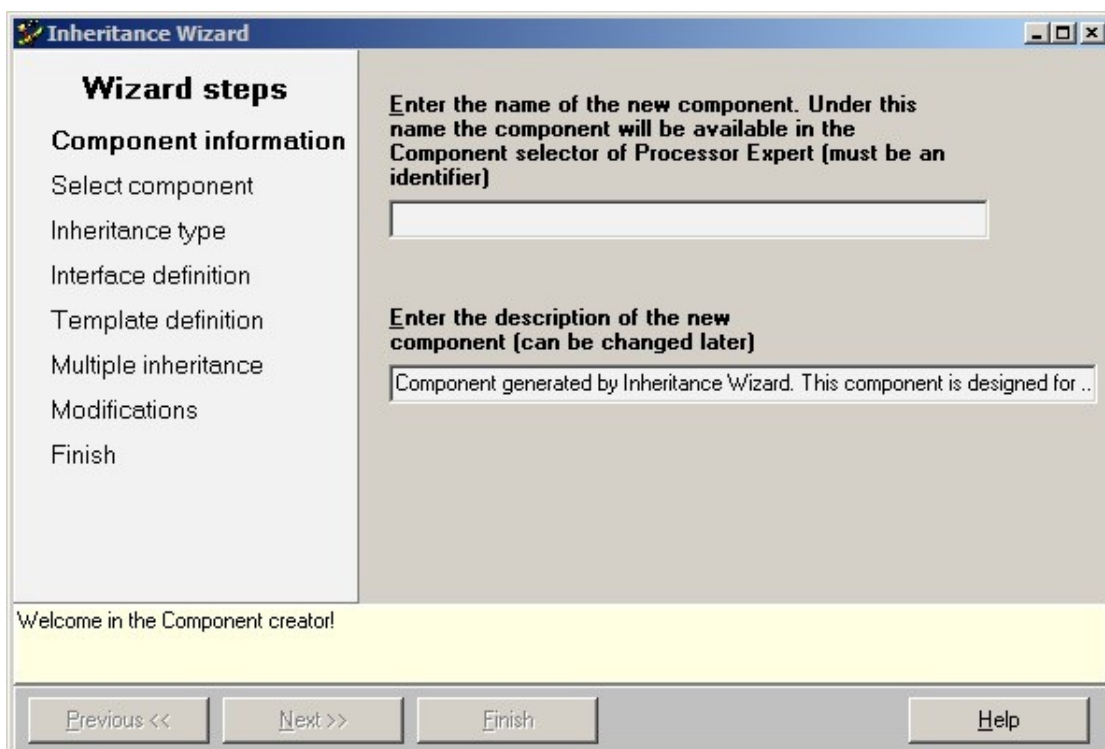 Inheritance Wizard
Wizard steps
Component information
Select component
Inheritance type
Interface definition
Template definition
Multiple inheritance
Modifications
Finish
Enter the name of the new component. Under this
name the component will be available in the
Component selector of Processor Expert (must be an
identifier)
Enter the description of the new
component (can be changed later)
Component generated by Inheritance Wizard. This component is designed for ..
Welcome in the Component creator!
Previous <<
Next >>
Finish
Help